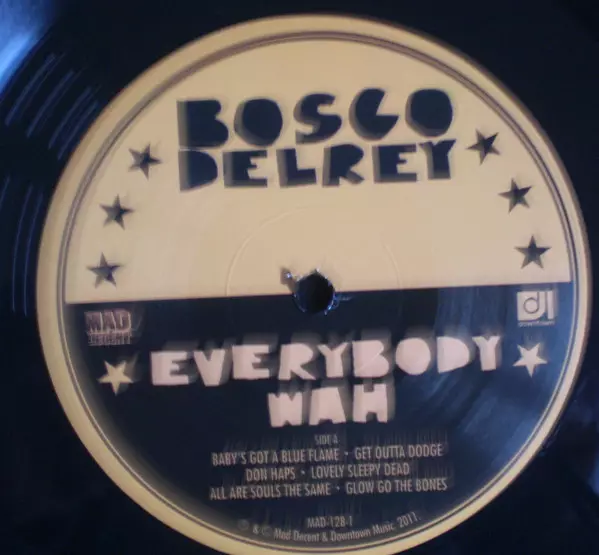 BOSCO
DELREY
MAD
DECENT
d
downtown
EVERYBODY
WAH
SIDE A
BABY'S GOT A BLUE FLAME • GET OUTTA DODGE
DON HAPS • LOVELY SLEEPY DEAD
ALL ARE SOULS THE SAME • GLOW GO THE BONES
MAD-128-1
℗ & © Mad Decent & Downtown Music. 2011.